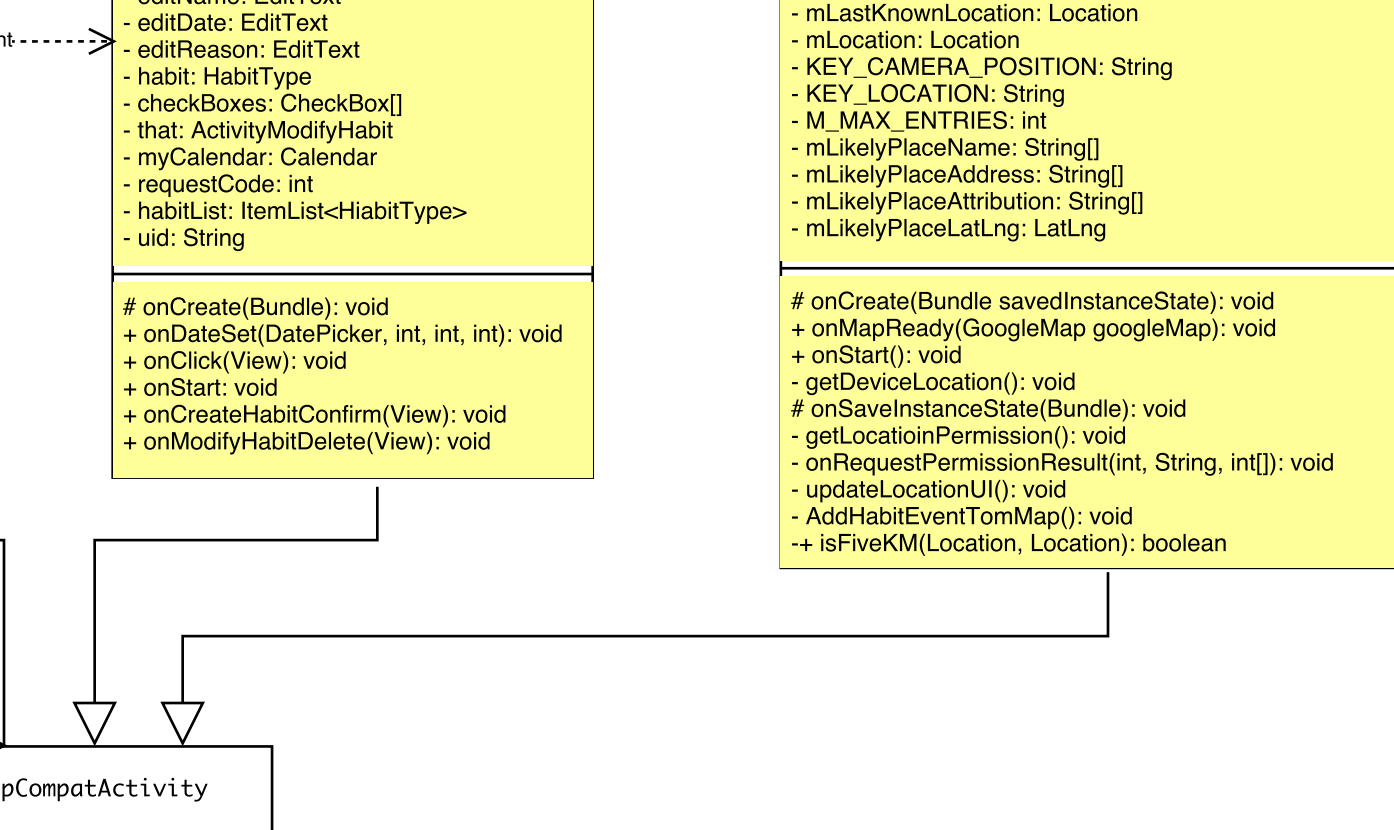 - editName: EditText
- editDate: EditText
- editReason: EditText
- habit: HabitType
- checkBoxes: CheckBox[]
- that: ActivityModifyHabit
- myCalendar: Calendar
- requestCode: int
- habitList: ItemList<HiabitType>
- uid: String
# onCreate(Bundle): void
+ onDateSet(DatePicker, int, int, int): void
+ onClick(View): void
+ onStart: void
+ onCreateHabitConfirm(View): void
+ onModifyHabitDelete(View): void
- mLastKnownLocation: Location
- mLocation: Location
- KEY_CAMERA_POSITION: String
- KEY_LOCATION: String
- M_MAX_ENTRIES: int
- mLikelyPlaceName: String[]
- mLikelyPlaceAddress: String[]
- mLikelyPlaceAttribution: String[]
- mLikelyPlaceLatLng: LatLng
# onCreate(Bundle savedInstanceState): void
+ onMapReady(GoogleMap googleMap): void
+ onStart(): void
- getDeviceLocation(): void
# onSaveInstanceState(Bundle): void
- getLocatioinPermission(): void
- onRequestPermissionResult(int, String, int[]): void
- updateLocationUI(): void
- AddHabitEventTomMap(): void
-+ isFiveKM(Location, Location): boolean
pCompatActivity